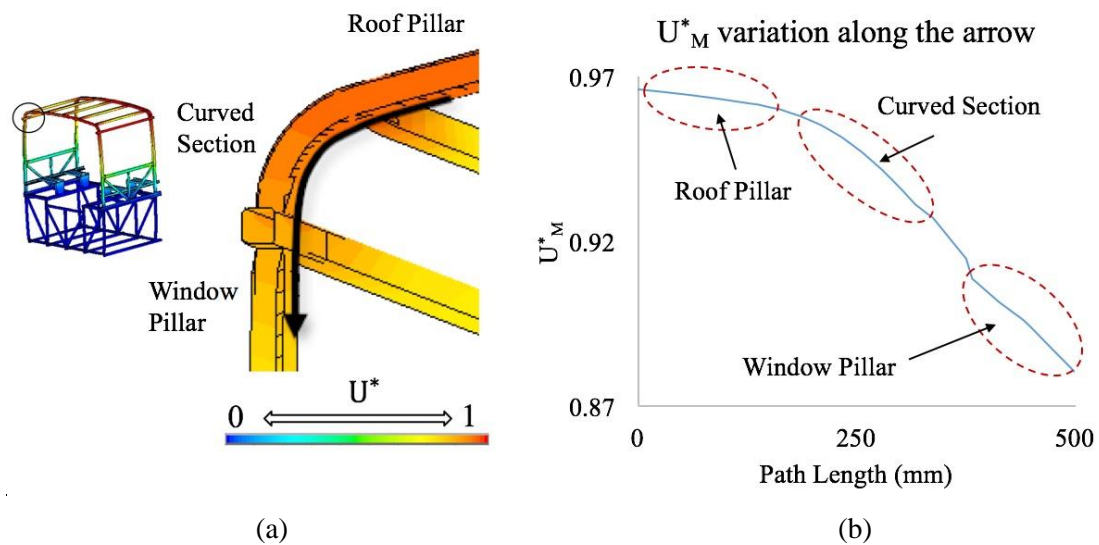 Roof Pillar
Curved
Section
Window
Pillar
U*
0 1
(a)
U*M variation along the arrow
0.97
Curved Section
Roof Pillar
U*M
0.92
Window Pillar
0.87
0 250 500
Path Length (mm)
(b)